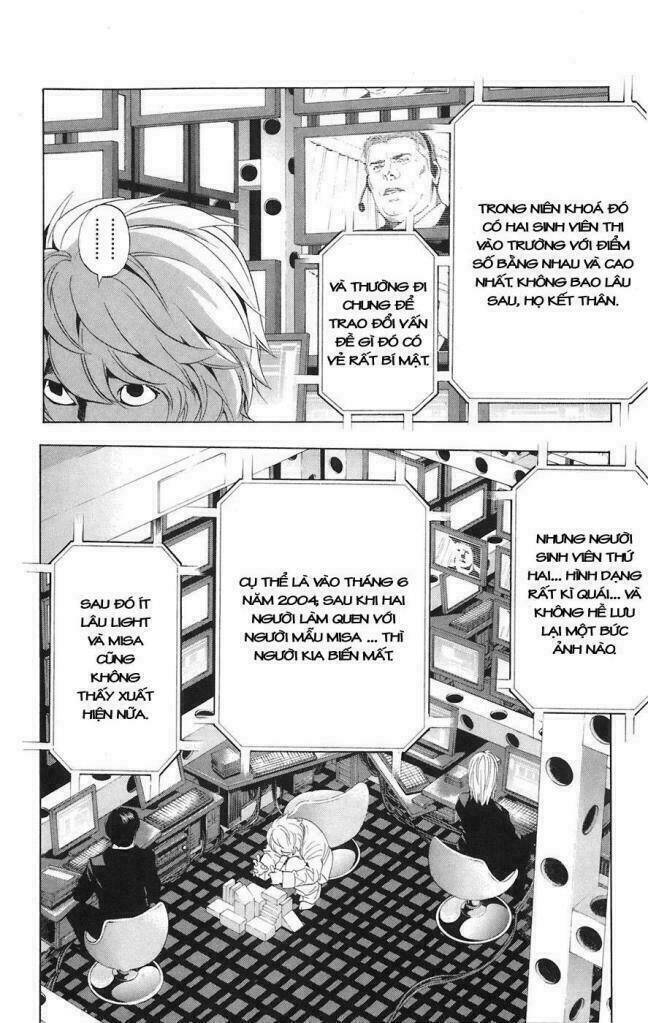 TRONG NIÊN KHOÁ ĐÓ
CÓ HAI SINH VIÊN THI
VÀO TRƯỜNG VỚI ĐIỂM
SỐ BẰNG NHAU VÀ CAO
NHẤT. KHÔNG BAO LÂU
SAU, HỌ KẾT THÂN.
VÀ THƯỜNG ĐI
CHUNG ĐỂ
TRAO ĐỔI VẤN
ĐỀ GÌ ĐÓ CÓ
VẺ RẤT BÍ MẬT.
NHƯNG NGƯỜI
SINH VIÊN THỨ
HAI... HÌNH DẠNG
RẤT KÌ QUÁI... VÀ
KHÔNG HỀ LƯU
LẠI MỘT BỨC
ẢNH NÀO.
CỤ THỂ LÀ VÀO THÁNG 6
NĂM 2004, SAU KHI HAI
NGƯỜI LÀM QUEN VỚI
NGƯỜI MẪU MISA ... THÌ
NGƯỜI KIA BIẾN MẤT.
SAU ĐÓ ÍT
LÂU LIGHT
VÀ MISA
CŨNG
KHÔNG
THẤY XUẤT
HIỆN NỮA.